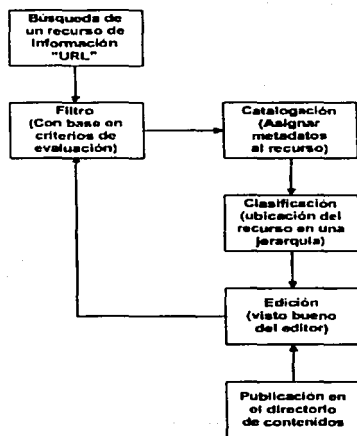 Búsqueda de
un recurso de
información
"URL"
Filtro
(Con base en
criterios de
evaluación)
Catalogación
(Asignar
metadatos
al recurso)
Clasificación
(ubicación del
recurso en una
jerarquía)
Edición
(visto bueno
del editor)
Publicación en
el directorio
de contenidos